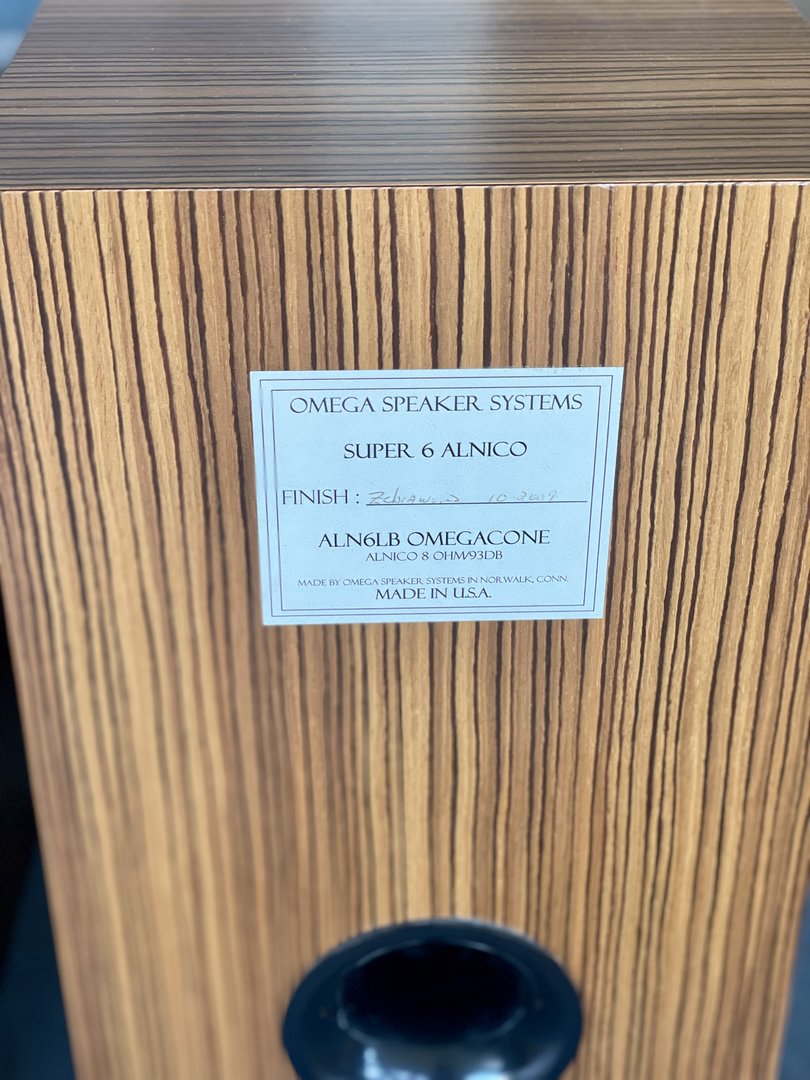 OMEGA SPEAKER SYSTEMS
SUPER 6 ALNICO
FINISH : Zebrawood 10-2009
ALN6LB OMEGACONE
ALNICO 8 OHM/93DB
MADE BY OMEGA SPEAKER SYSTEMS IN NORWALK, CONN.
MADE IN U.S.A.